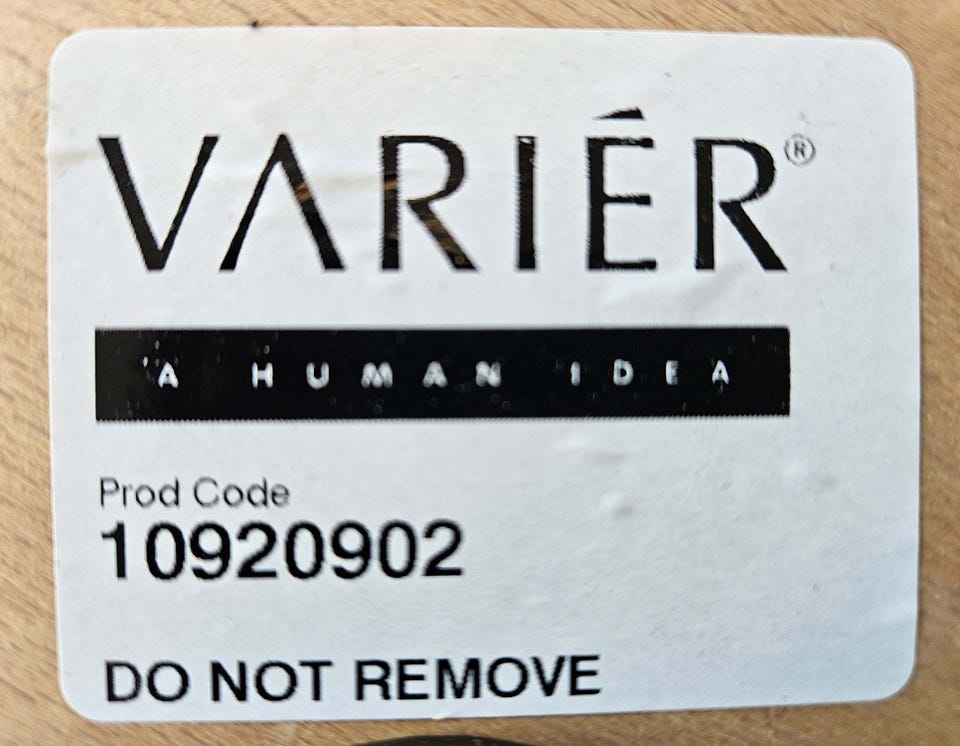 VARIÉR®
A HUMAN IDEA
Prod Code
10920902
DO NOT REMOVE